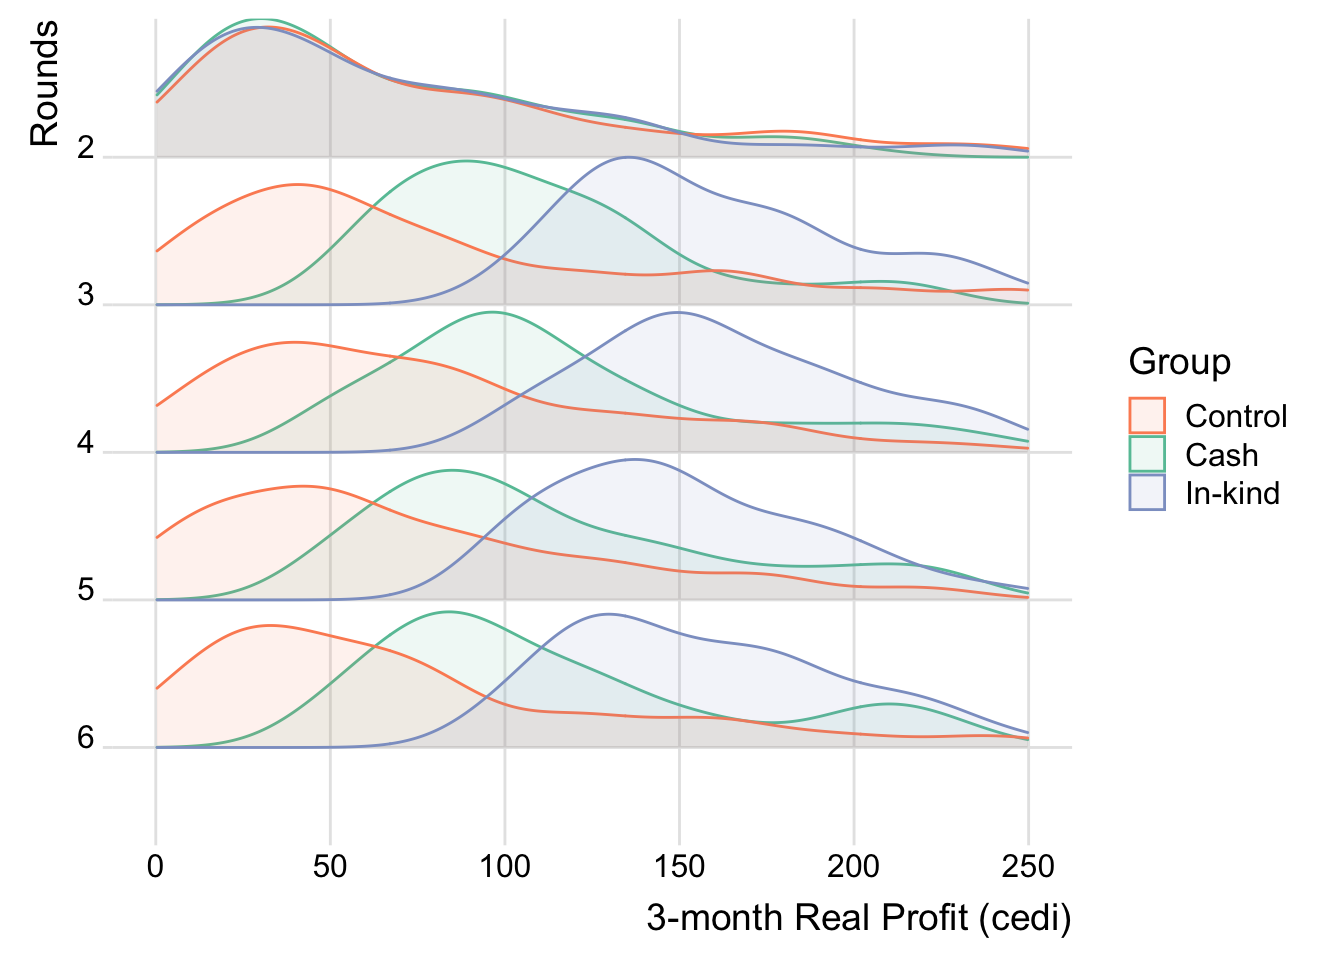 Rounds
2
3
4
5
6
0 50 100 150 200 250
3-month Real Profit (cedi)
Group
Control
Cash
In-kind